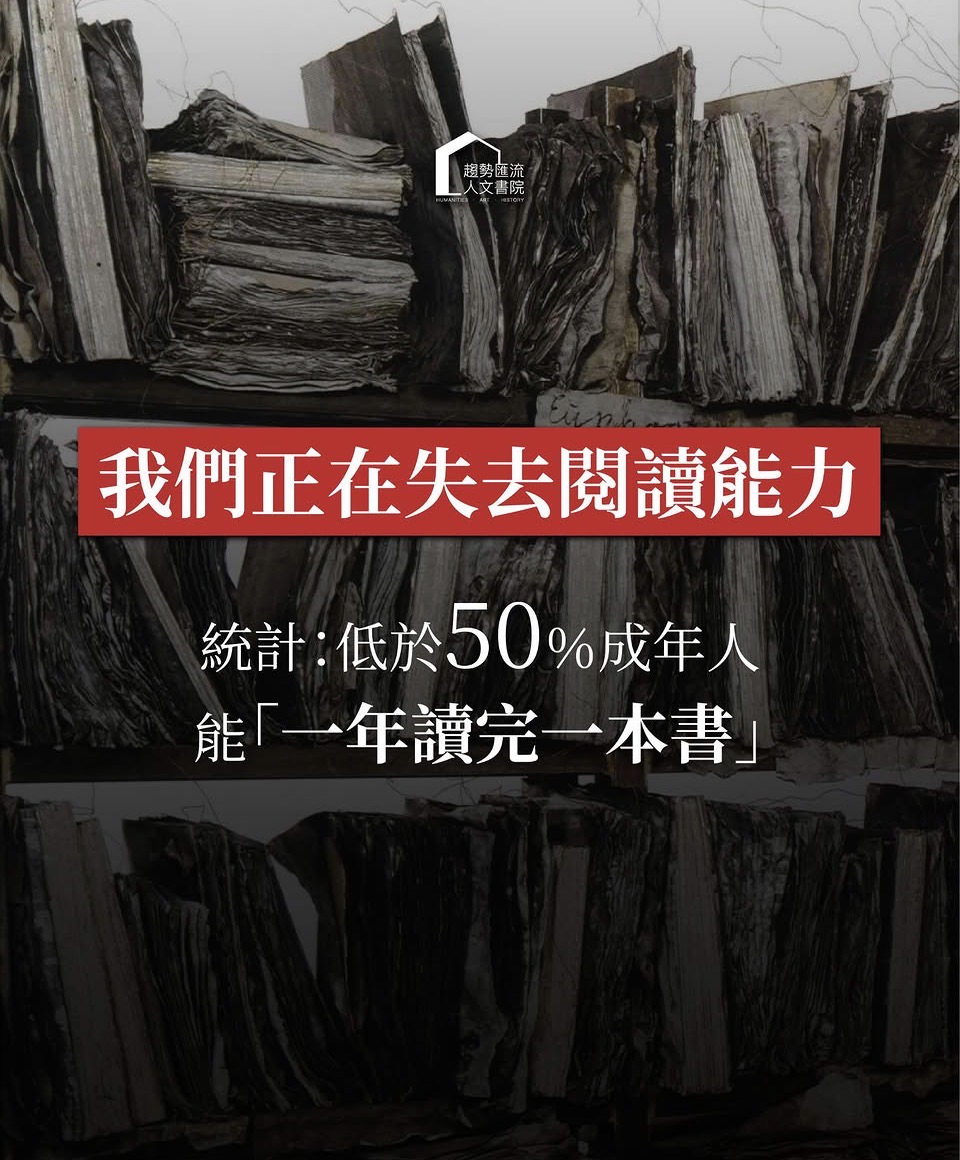 趨勢匯流
人文書院
HUMANITIES · ART · HISTORY
我們正在失去閱讀能力
統計：低於50%成年人
能「一年讀完一本書」